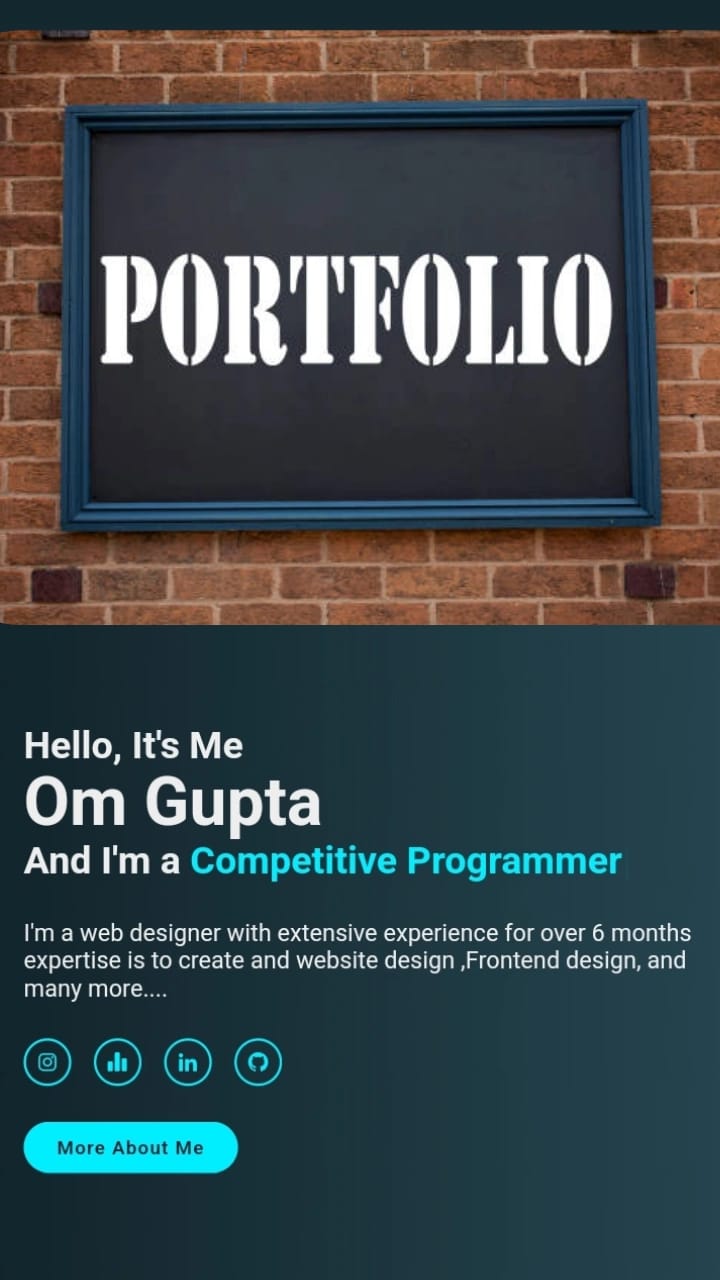 PORTFOLIO
Hello, It's Me
Om Gupta
And I'm a Competitive Programmer
I'm a web designer with extensive experience for over 6 months
expertise is to create and website design ,Frontend design, and
many more....
in
More About Me